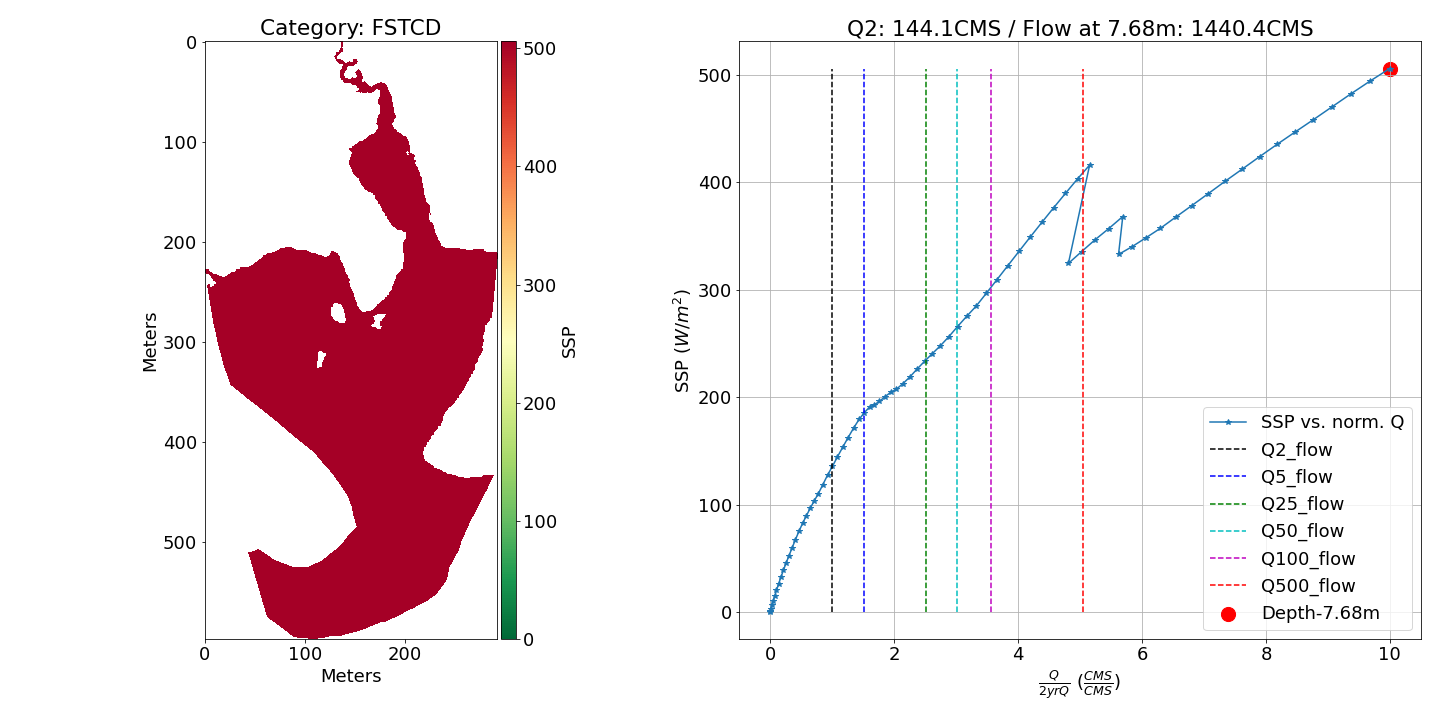 Category: FSTCD
0
100
200
300
400
500
Meters
0
100
200
Meters
500
400
300
200
100
0
SSP
Q2: 144.1CMS / Flow at 7.68m: 1440.4CMS
500
400
300
200
100
0
SSP (W/m²)
0
2
4
6
8
10
Q/2yrQ (CMS/CMS)
SSP vs. norm. Q
Q2_flow
Q5_flow
Q25_flow
Q50_flow
Q100_flow
Q500_flow
Depth-7.68m